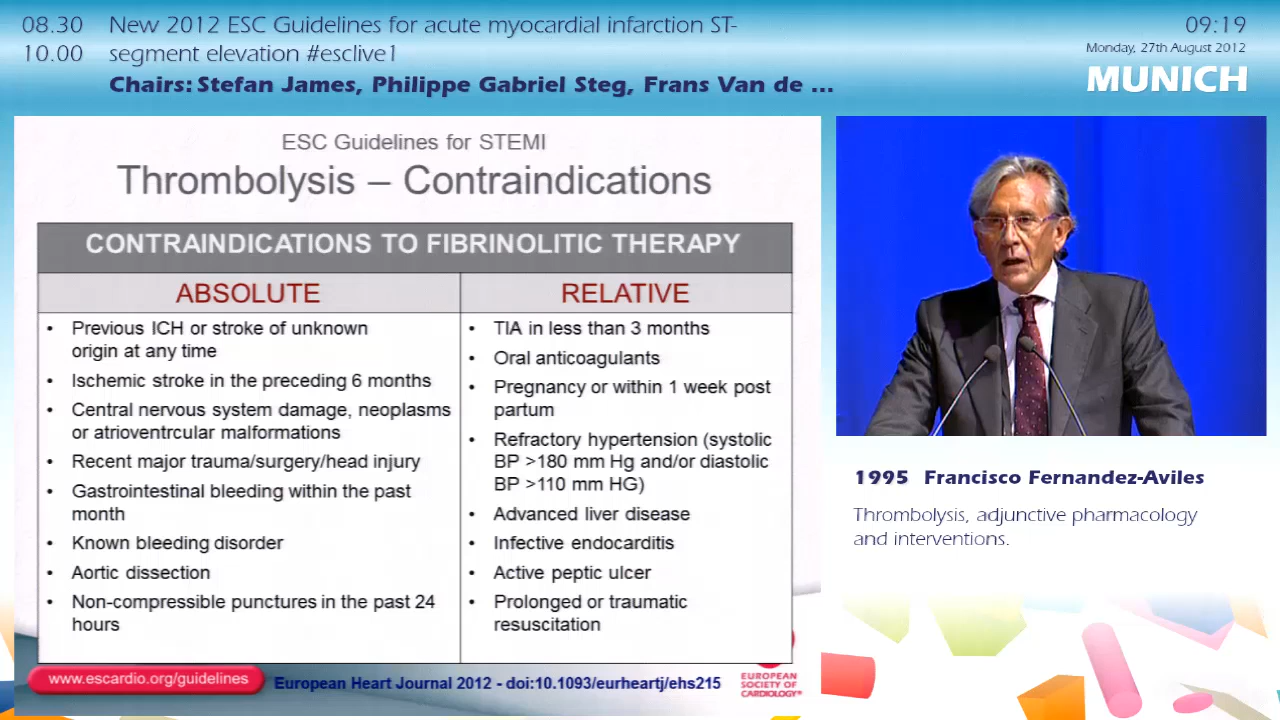 08.30 New 2012 ESC Guidelines for acute myocardial infarction ST-
10.00 segment elevation #esclive1
Chairs: Stefan James, Philippe Gabriel Steg, Frans Van de ...
09:19
Monday, 27th August 2012
MUNICH
ESC Guidelines for STEMI
Thrombolysis – Contraindications
CONTRAINDICATIONS TO FIBRINOLITIC THERAPY
ABSOLUTE
• Previous ICH or stroke of unknown
origin at any time
• Ischemic stroke in the preceding 6 months
• Central nervous system damage, neoplasms
or atrioventrcular malformations
• Recent major trauma/surgery/head injury
• Gastrointestinal bleeding within the past
month
• Known bleeding disorder
• Aortic dissection
• Non-compressible punctures in the past 24
hours
RELATIVE
• TIA in less than 3 months
• Oral anticoagulants
• Pregnancy or within 1 week post
partum
• Refractory hypertension (systolic
BP >180 mm Hg and/or diastolic
BP >110 mm HG)
• Advanced liver disease
• Infective endocarditis
• Active peptic ulcer
• Prolonged or traumatic
resuscitation
www.escardio.org/guidelines
European Heart Journal 2012 - doi:10.1093/eurheartj/ehs215
EUROPEAN
SOCIETY OF
CARDIOLOGY®
1995 Francisco Fernandez-Aviles
Thrombolysis, adjunctive pharmacology
and interventions.